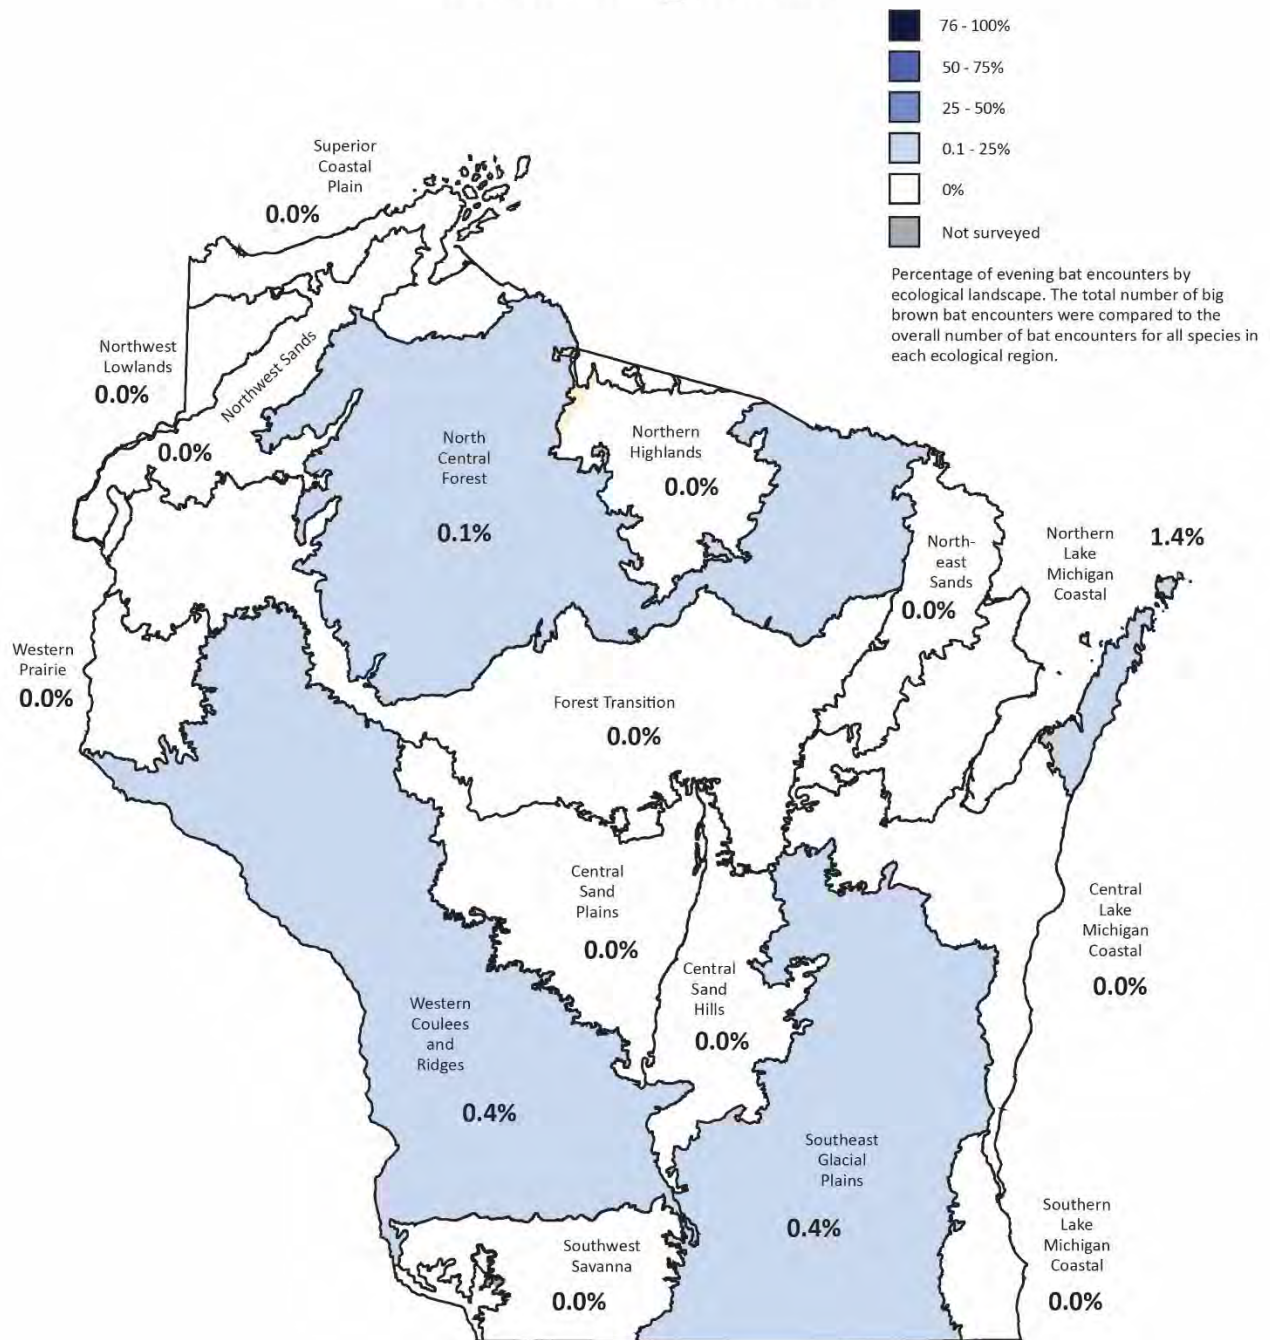 76 - 100%
50 - 75%
25 - 50%
0.1 - 25%
0%
Not surveyed
Percentage of evening bat encounters by
ecological landscape. The total number of big
brown bat encounters were compared to the
overall number of bat encounters for all species in
each ecological region.
Superior
Coastal
Plain
0.0%
Northwest
Lowlands
0.0%
Northwest Sands
0.0%
North
Central
Forest
0.1%
Northern
Highlands
0.0%
North-
east
Sands
0.0%
Northern
Lake
Michigan
Coastal
1.4%
Western
Prairie
0.0%
Forest Transition
0.0%
Central
Sand
Plains
0.0%
Central
Sand
Hills
0.0%
Central
Lake
Michigan
Coastal
0.0%
Western
Coulees
and
Ridges
0.4%
Southeast
Glacial
Plains
0.4%
Southwest
Savanna
0.0%
Southern
Lake
Michigan
Coastal
0.0%